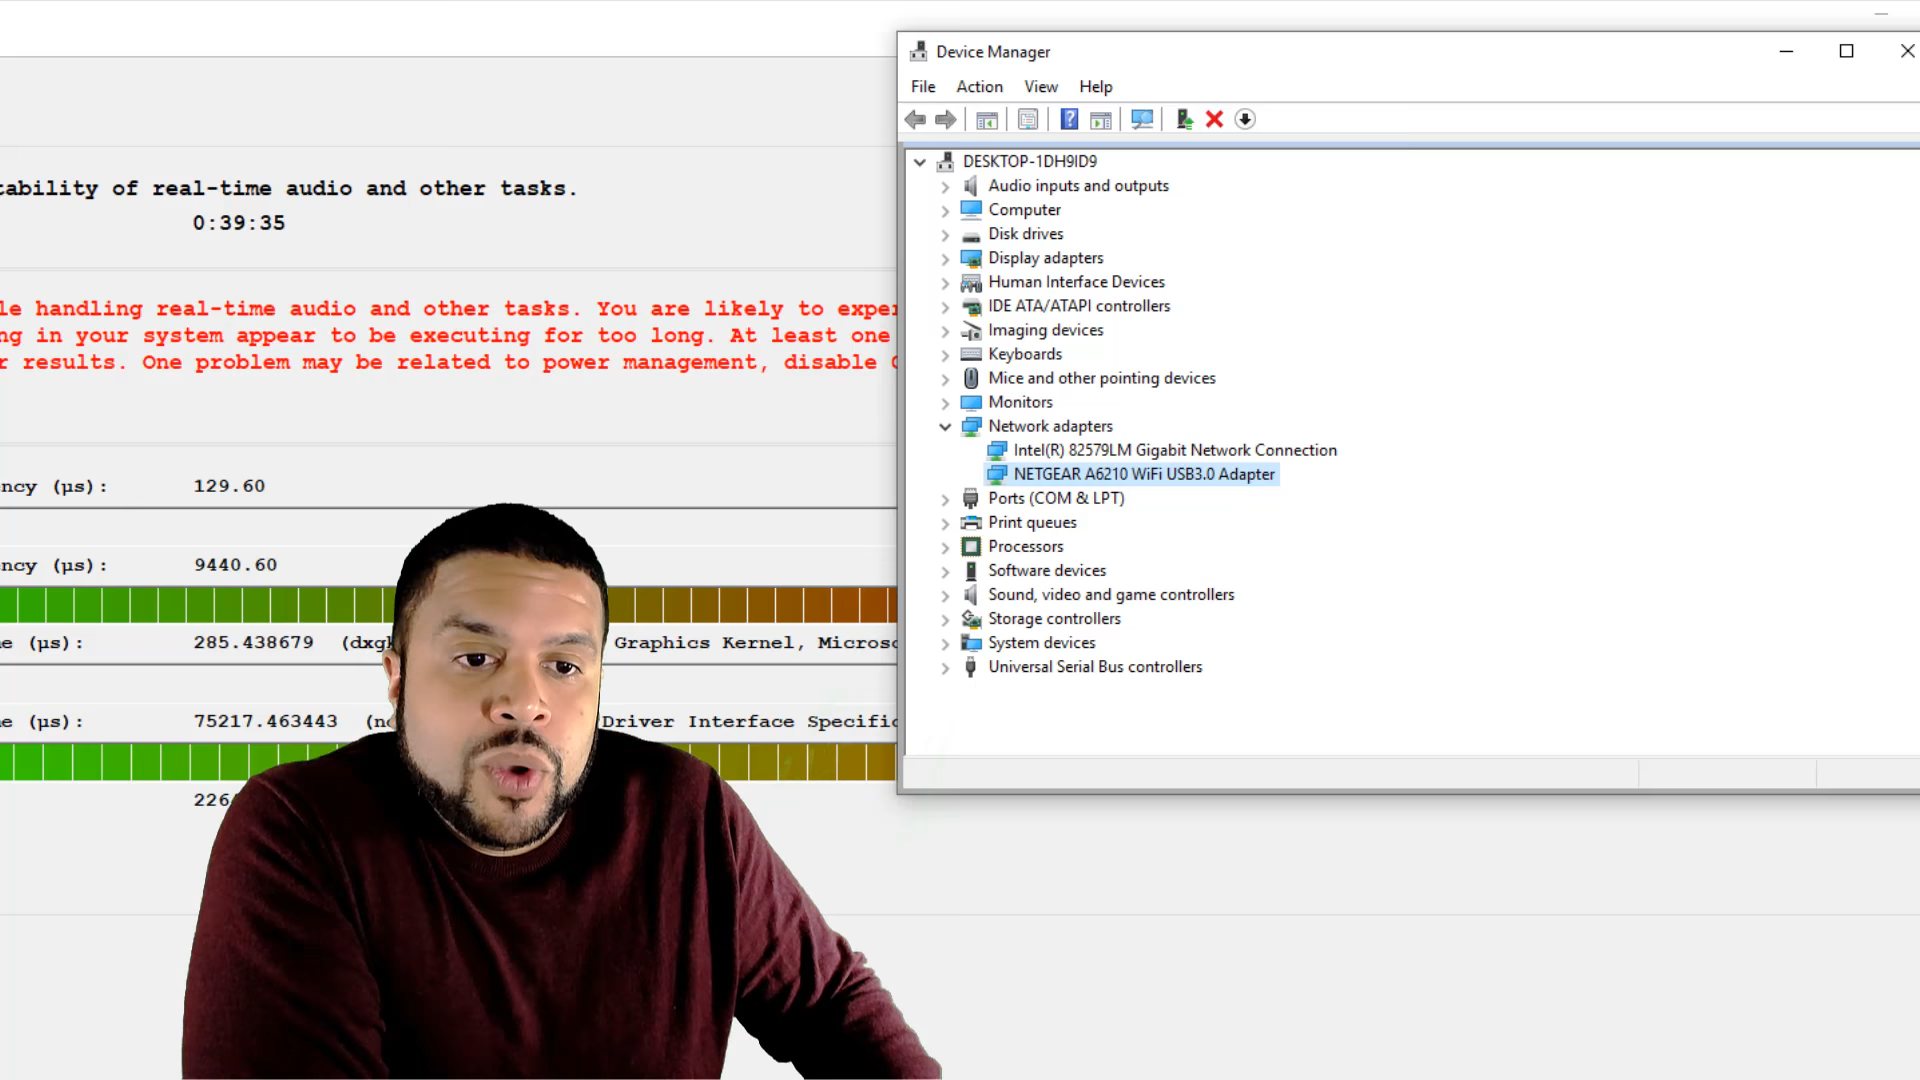 tability of real-time audio and other tasks.
0:39:35
le handling real-time audio and other tasks. You are likely to exper
ng in your system appear to be executing for too long. At least one
r results. One problem may be related to power management, disable C
ncy (µs): 129.60
ncy (µs): 9440.60
e (µs): 285.438679 (dxgk Graphics Kernel, Microso
e (µs): 75217.463443 (nd Driver Interface Specific
226
Device Manager
File Action View Help
DESKTOP-1DH9ID9
Audio inputs and outputs
Computer
Disk drives
Display adapters
Human Interface Devices
IDE ATA/ATAPI controllers
Imaging devices
Keyboards
Mice and other pointing devices
Monitors
Network adapters
Intel(R) 82579LM Gigabit Network Connection
NETGEAR A6210 WiFi USB3.0 Adapter
Ports (COM & LPT)
Print queues
Processors
Software devices
Sound, video and game controllers
Storage controllers
System devices
Universal Serial Bus controllers